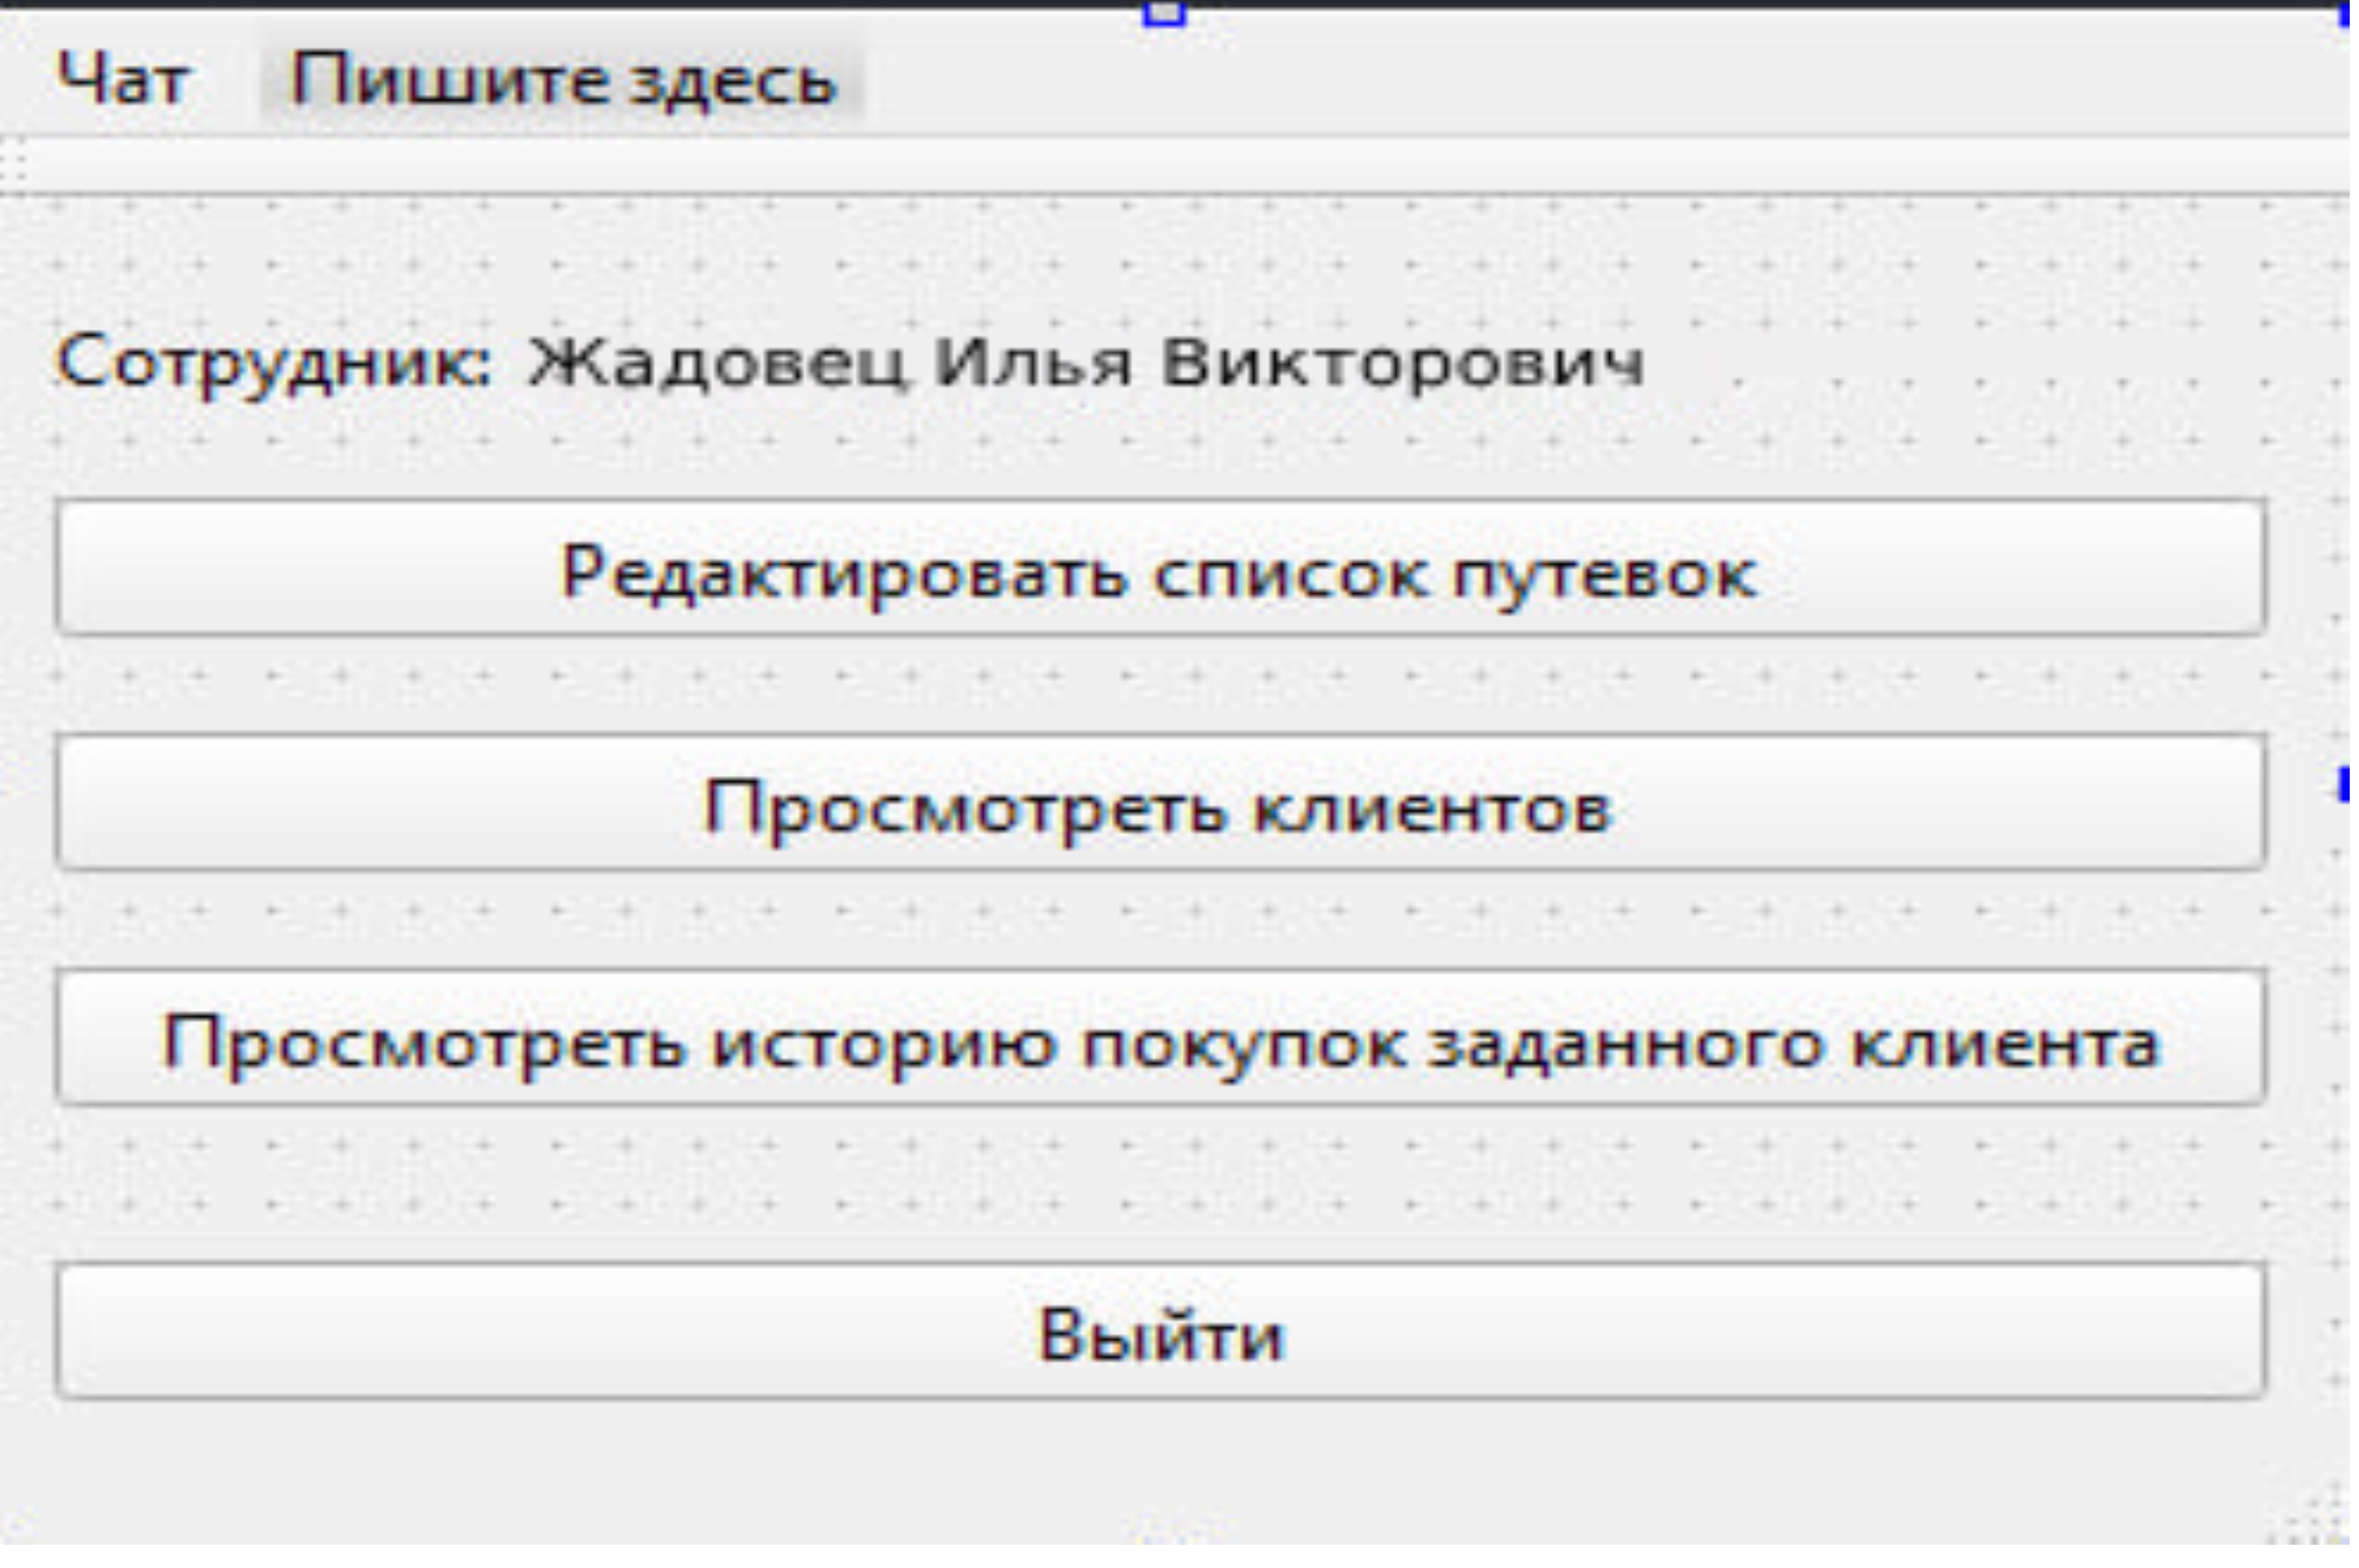 Чат Пишите здесь
Сотрудник: Жадовец Илья Викторович
Редактировать список путевок
Просмотреть клиентов
Просмотреть историю покупок заданного клиента
Выйти